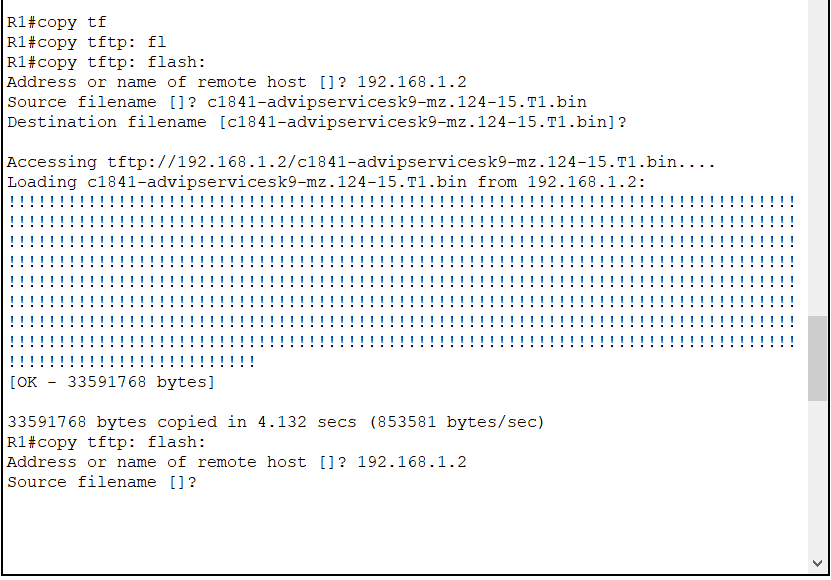 R1#copy tf
R1#copy tftp: fl
R1#copy tftp: flash:
Address or name of remote host []? 192.168.1.2
Source filename []? c1841-advipservicesk9-mz.124-15.T1.bin
Destination filename [c1841-advipservicesk9-mz.124-15.T1.bin]?
Accessing tftp://192.168.1.2/c1841-advipservicesk9-mz.124-15.T1.bin....
Loading c1841-advipservicesk9-mz.124-15.T1.bin from 192.168.1.2:
!!!!!!!!!!!!!!!!!!!!!!!!!!!!!!!!!!!!!!!!!!!!!!!!!!!!!!!!!!!!!!!!!!!!!!!!!!!!!!!
!!!!!!!!!!!!!!!!!!!!!!!!!!!!!!!!!!!!!!!!!!!!!!!!!!!!!!!!!!!!!!!!!!!!!!!!!!!!!!!
!!!!!!!!!!!!!!!!!!!!!!!!!!!!!!!!!!!!!!!!!!!!!!!!!!!!!!!!!!!!!!!!!!!!!!!!!!!!!!!
!!!!!!!!!!!!!!!!!!!!!!!!!!!!!!!!!!!!!!!!!!!!!!!!!!!!!!!!!!!!!!!!!!!!!!!!!!!!!!!
!!!!!!!!!!!!!!!!!!!!!!!!!!!!!!!!!!!!!!!!!!!!!!!!!!!!!!!!!!!!!!!!!!!!!!!!!!!!!!!
!!!!!!!!!!!!!!!!!!!!!!!!!!!!!!!!!!!!!!!!!!!!!!!!!!!!!!!!!!!!!!!!!!!!!!!!!!!!!!!
!!!!!!!!!!!!!!!!!!!!!!!!!!!!!!!!!!!!!!!!!!!!!!!!!!!!!!!!!!!!!!!!!!!!!!!!!!!!!!!
!!!!!!!!!!!!!!!!!!!!!!!!!!!!!!!!!!!!!!!!!!!!!!!!!!!!!!!!!!!!!!!!!!!!!!!!!!!!!!!
!!!!!!!!!!!!!!!!!!!!!!!!!
[OK - 33591768 bytes]
33591768 bytes copied in 4.132 secs (853581 bytes/sec)
R1#copy tftp: flash:
Address or name of remote host []? 192.168.1.2
Source filename []?